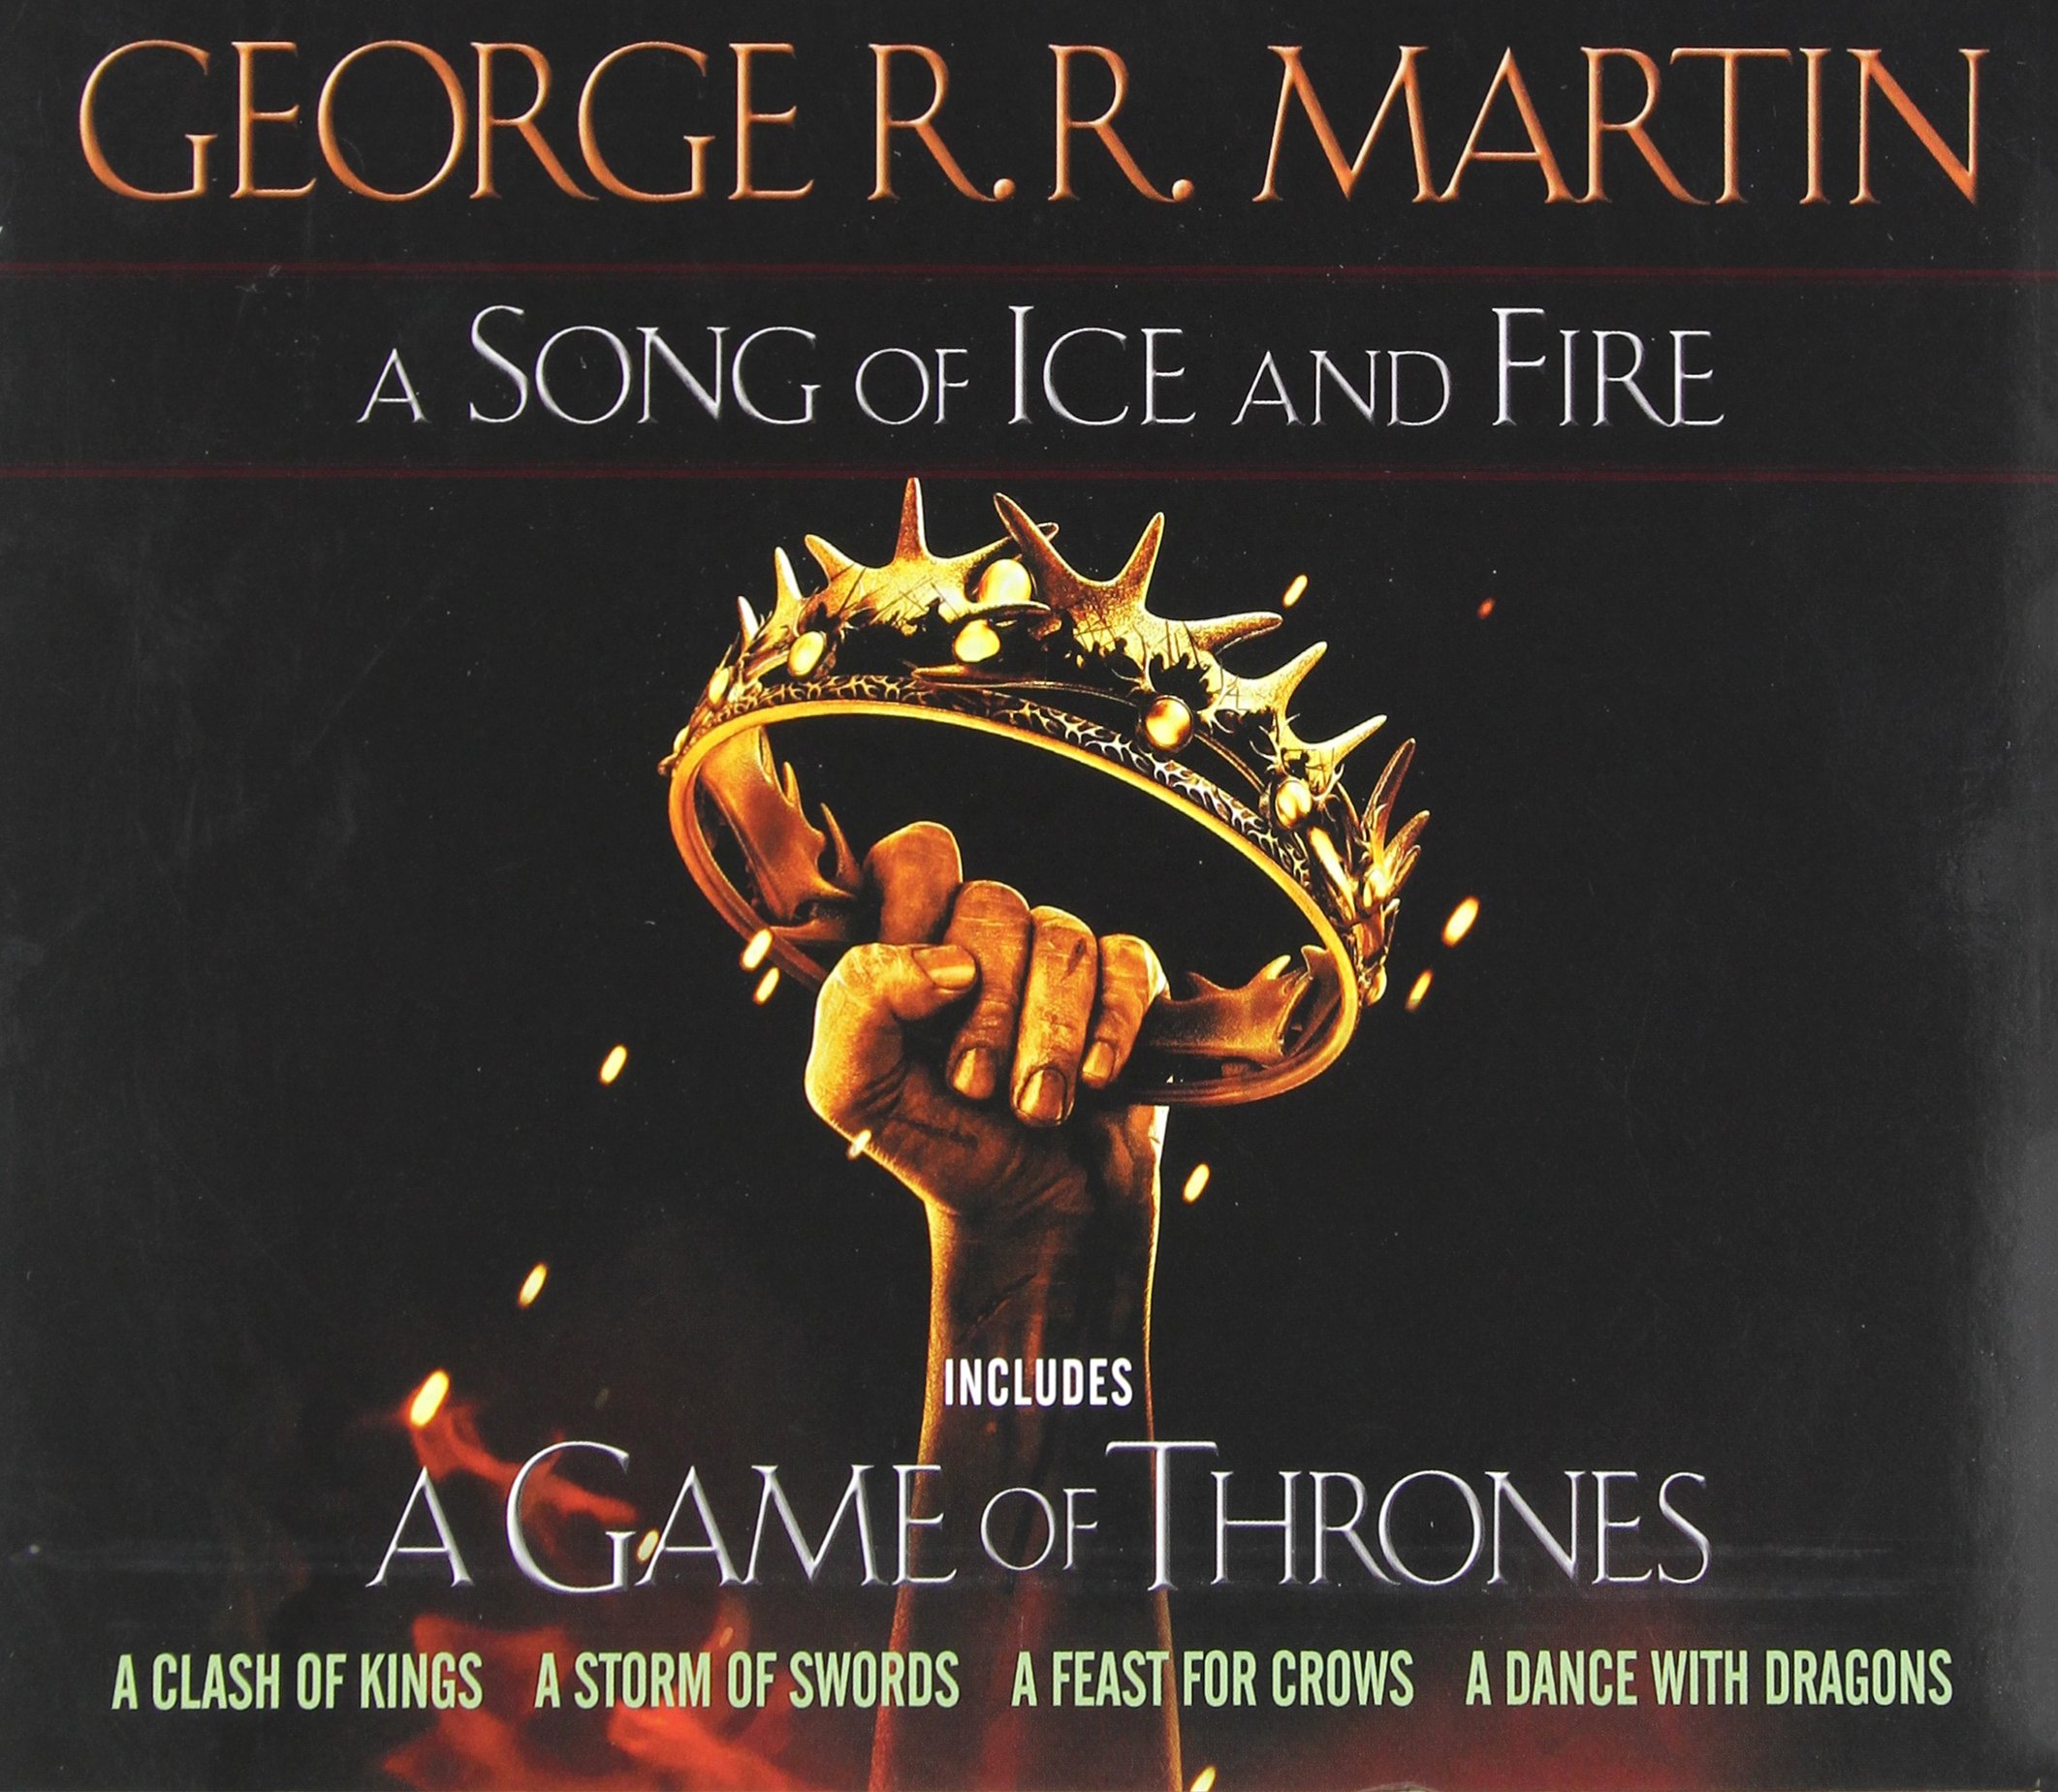 GEORGE R. R. MARTIN
A SONG OF ICE AND FIRE
INCLUDES
A GAME OF THRONES
A CLASH OF KINGS A STORM OF SWORDS A FEAST FOR CROWS A DANCE WITH DRAGONS